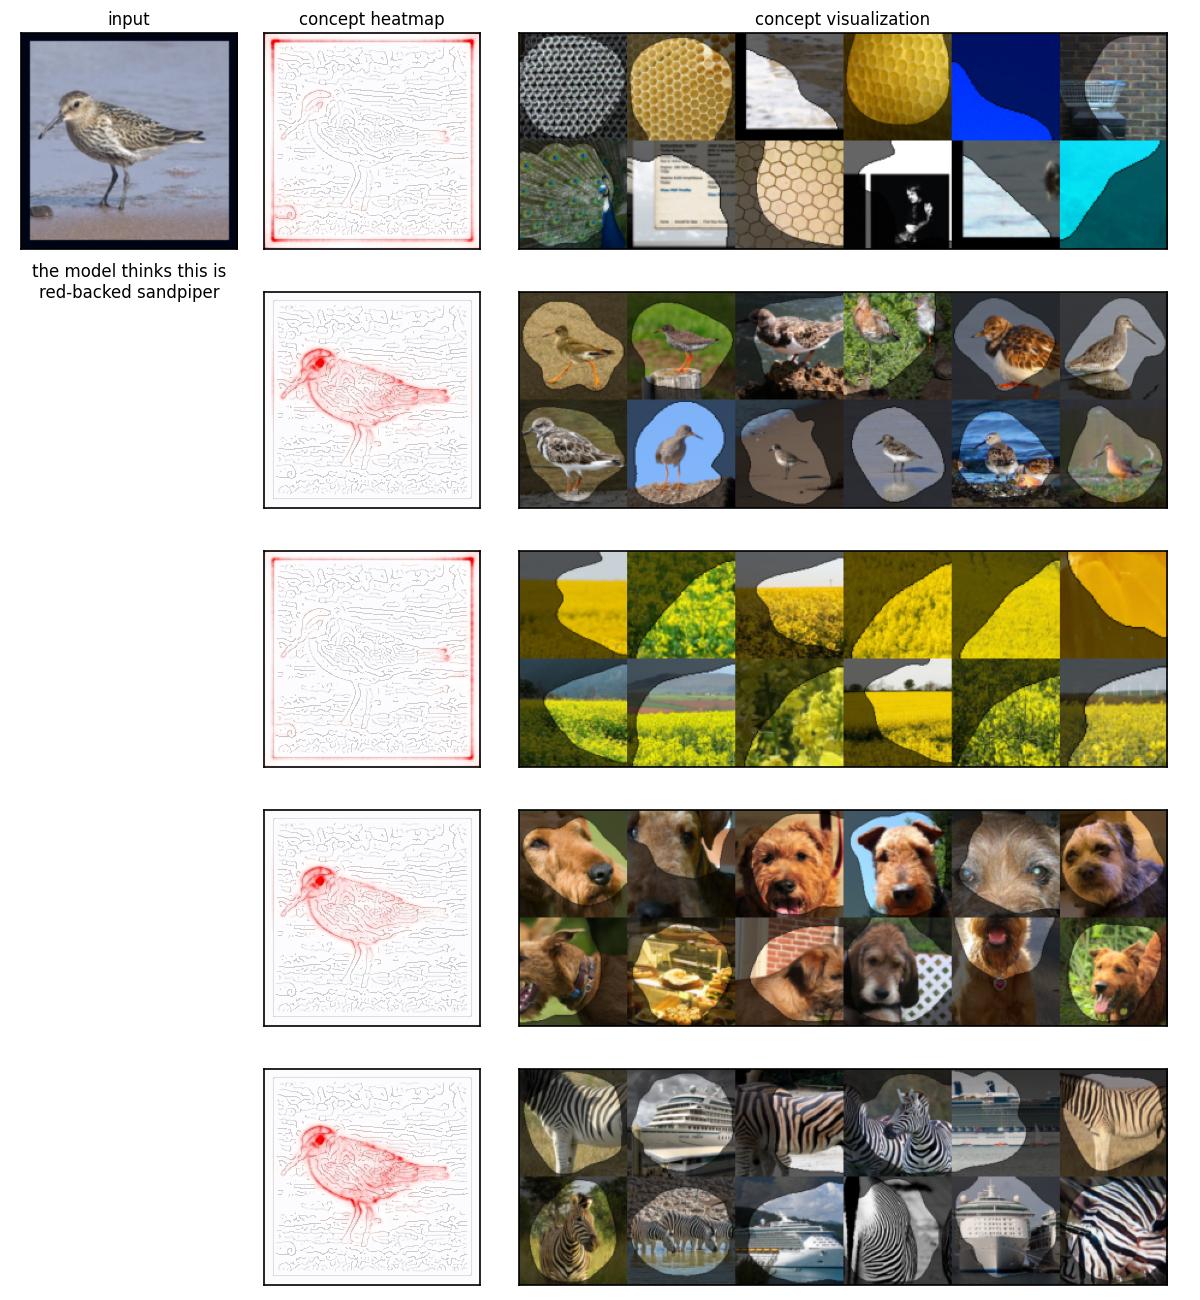 input
concept heatmap
concept visualization
the model thinks this is
red-backed sandpiper